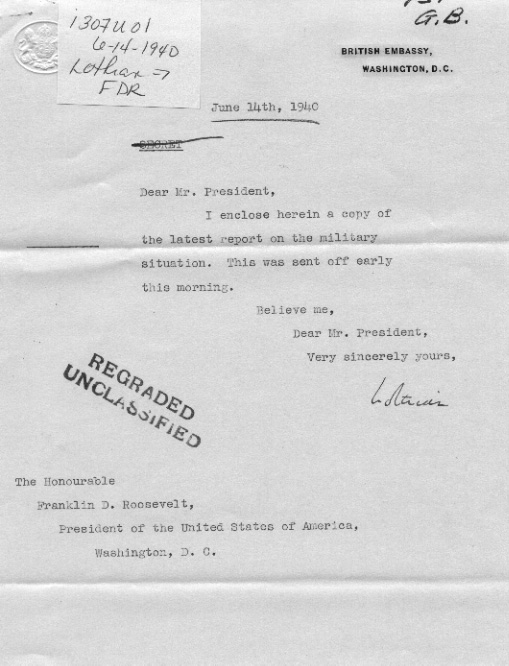 G.B.
i307u01
6-14-1940
Lothian →
FDR
BRITISH EMBASSY,
WASHINGTON, D.C.
June 14th, 1940
SECRET
Dear Mr. President,
I enclose herein a copy of
the latest report on the military
situation. This was sent off early
this morning.
Believe me,
Dear Mr. President,
Very sincerely yours,
Lothian
REGRADED
UNCLASSIFIED
The Honourable
Franklin D. Roosevelt,
President of the United States of America,
Washington, D. C.